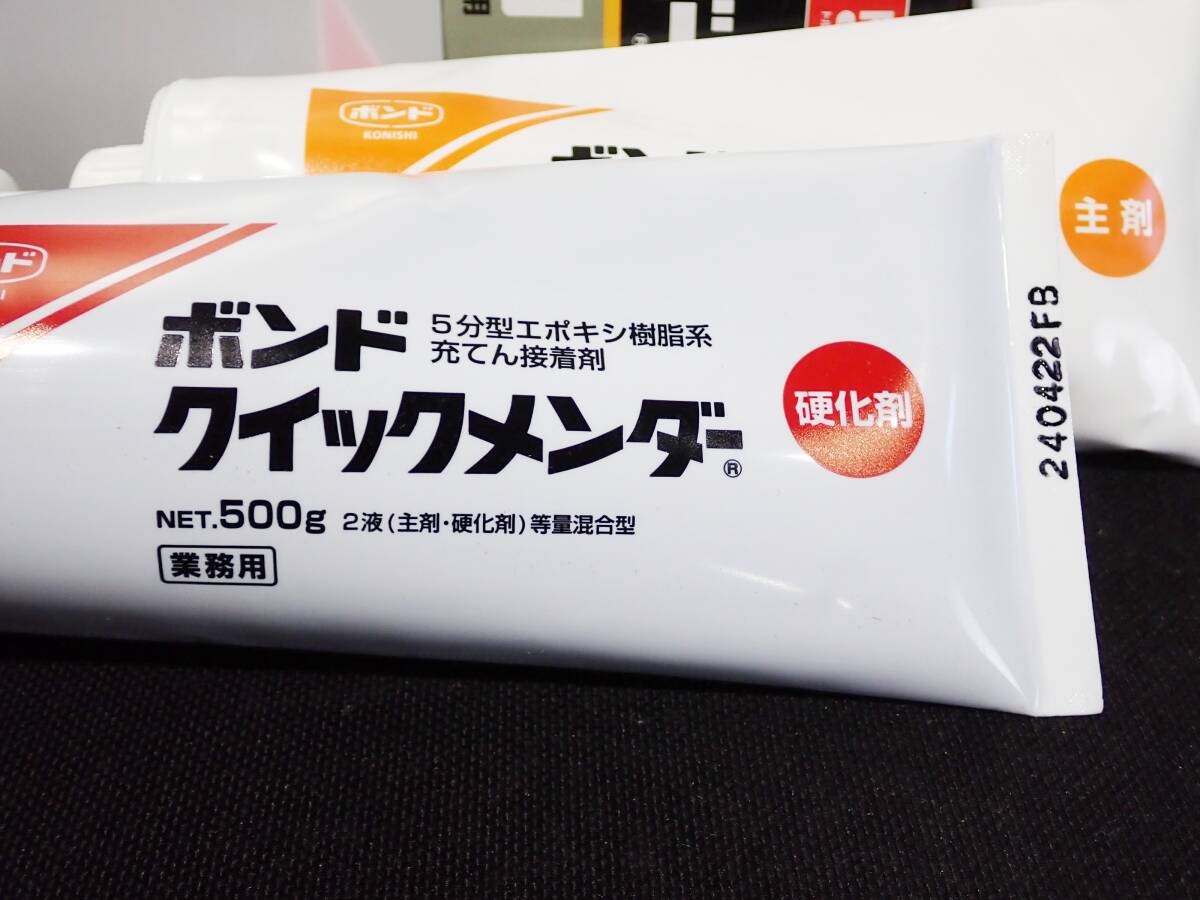 用
ボンド
KONISHI
主剤
ド
ボンド
5分型エポキシ樹脂系
充てん接着剤
クイックメンダー®
硬化剤
NET.500g 2液(主剤・硬化剤)等量混合型
業務用
240422FB